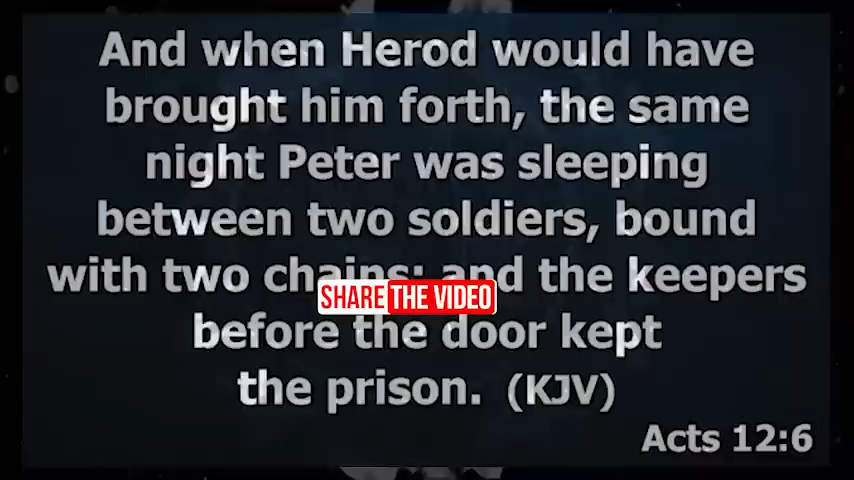 And when Herod would have
brought him forth, the same
night Peter was sleeping
between two soldiers, bound
with two chains: and the keepers
SHARE THE VIDEO
before the door kept
the prison. (KJV)
Acts 12:6